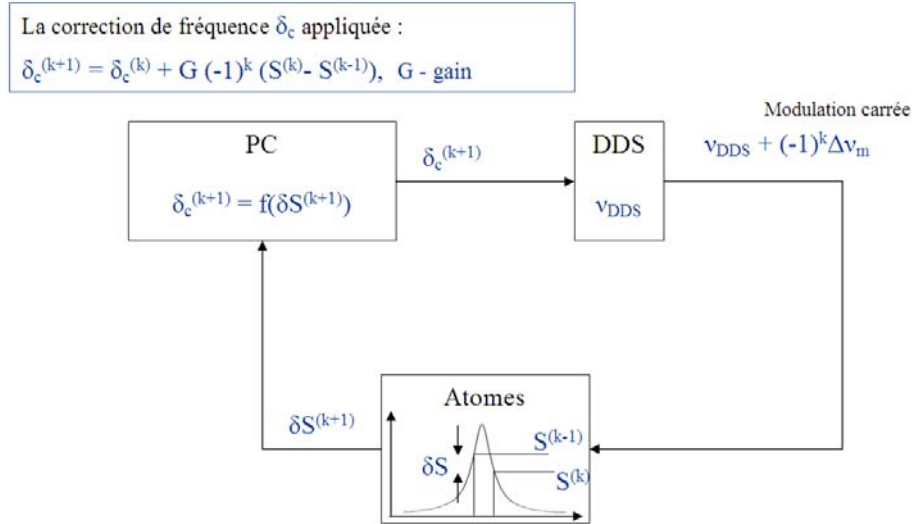 La correction de fréquence δc appliquée :
δc^(k+1) = δc^(k) + G (-1)^k (S^(k)- S^(k-1)),  G - gain
Modulation carrée
PC
δc^(k+1)
DDS
νDDS + (-1)^kΔνm
δc^(k+1) = f(δS^(k+1))
νDDS
Atomes
δS^(k+1)
S^(k-1)
δS
S^(k)